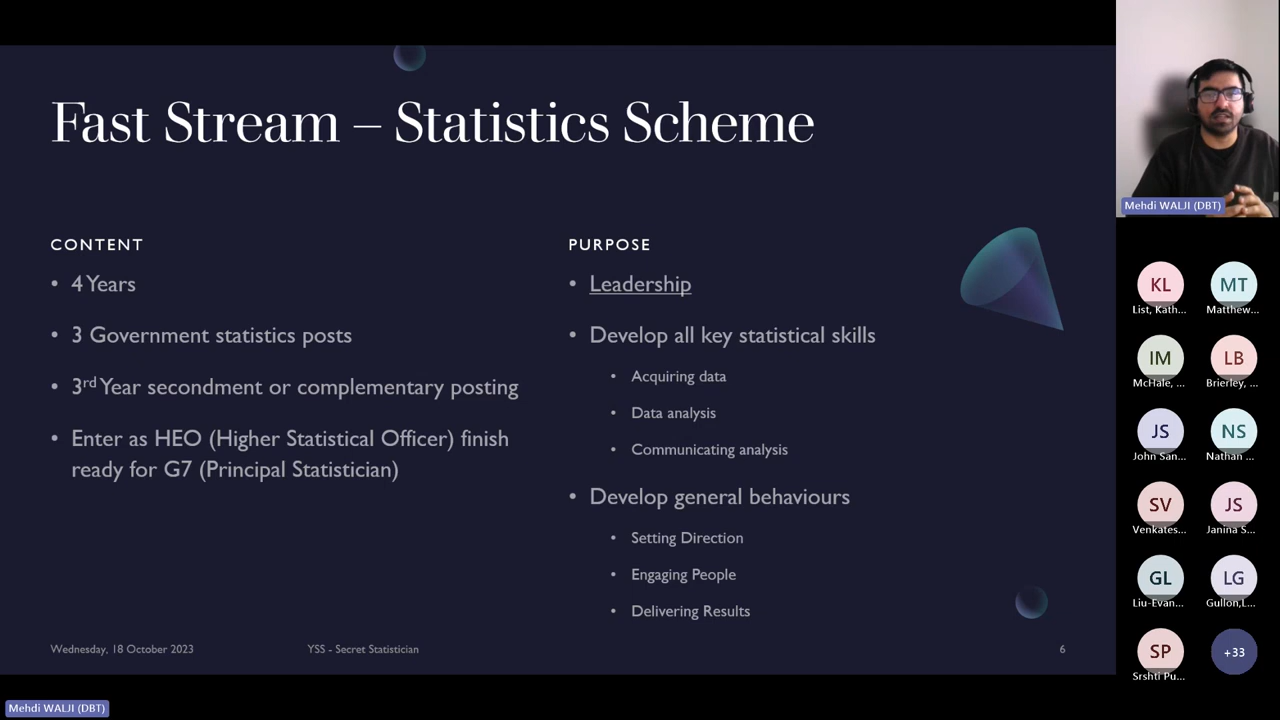 Fast Stream – Statistics Scheme
CONTENT
• 4 Years
• 3 Government statistics posts
• 3rd Year secondment or complementary posting
• Enter as HEO (Higher Statistical Officer) finish
ready for G7 (Principal Statistician)
PURPOSE
• Leadership
• Develop all key statistical skills
• Acquiring data
• Data analysis
• Communicating analysis
• Develop general behaviours
• Setting Direction
• Engaging People
• Delivering Results
Wednesday, 18 October 2023
YSS - Secret Statistician
6
Mehdi WALJI (DBT)
KL
List, Kath...
MT
Matthew...
IM
McHale, ...
LB
Brierley, ...
JS
John San...
NS
Nathan ...
SV
Venkates...
JS
Janina S...
GL
Liu-Evan...
LG
Gullon,L...
SP
Srshti Pu...
+33
Mehdi WALJI (DBT)